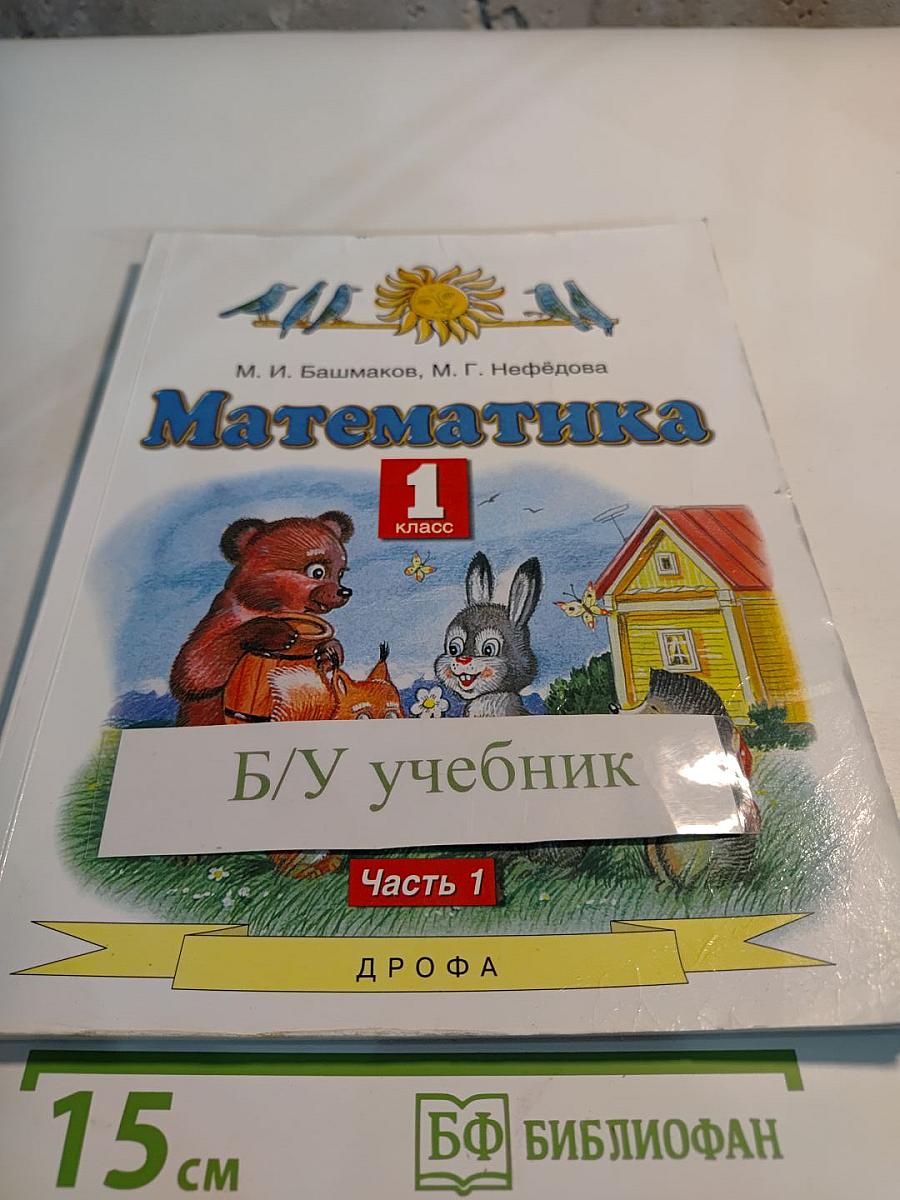 М. И. Башмаков, М. Г. Нефёдова
Математика
1
класс
Б/У учебник
Часть 1
ДРОФА
15 см
БФ БИБЛИОФАН